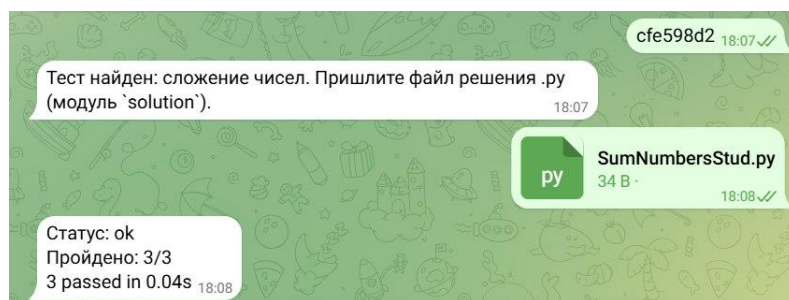 cfe598d2 18:07
Тест найден: сложение чисел. Пришлите файл решения .py
(модуль `solution`).
18:07
py
SumNumbersStud.py
34 B ·
18:08
Статус: ok
Пройдено: 3/3
3 passed in 0.04s 18:08